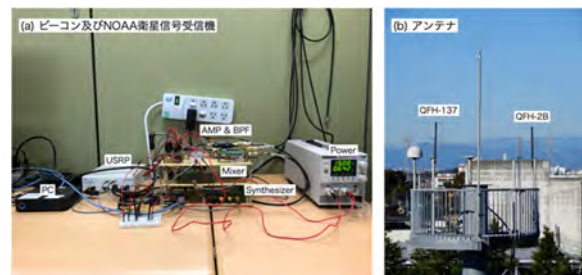 (a) ビーコン及びNOAA衛星信号受信機
AMP & BPF
USRP
Power
Mixer
PC
Synthesizer
(b) アンテナ
QFH-137
QFH-2B